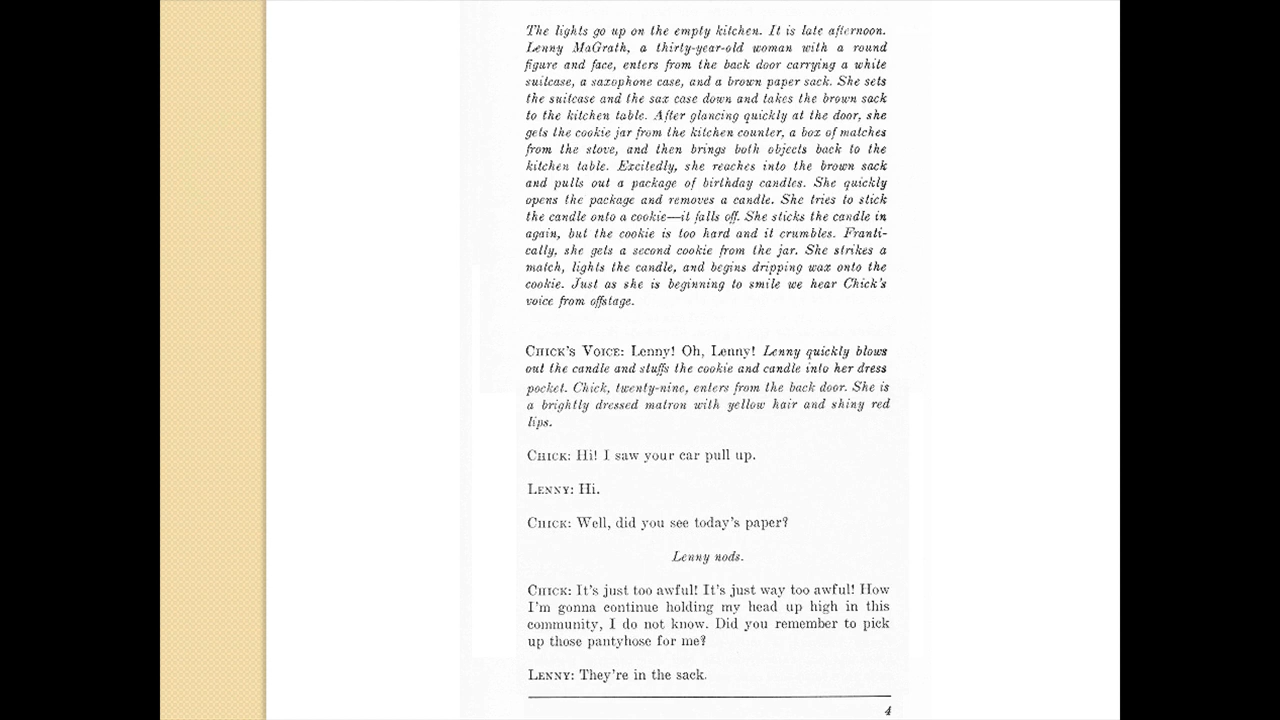 The lights go up on the empty kitchen. It is late afternoon.
Lenny MaGrath, a thirty-year-old woman with a round
figure and face, enters from the back door carrying a white
suitcase, a saxophone case, and a brown paper sack. She sets
the suitcase and the sax case down and takes the brown sack
to the kitchen table. After glancing quickly at the door, she
gets the cookie jar from the kitchen counter, a box of matches
from the stove, and then brings both objects back to the
kitchen table. Excitedly, she reaches into the brown sack
and pulls out a package of birthday candles. She quickly
opens the package and removes a candle. She tries to stick
the candle onto a cookie—it falls off. She sticks the candle in
again, but the cookie is too hard and it crumbles. Franti-
cally, she gets a second cookie from the jar. She strikes a
match, lights the candle, and begins dripping wax onto the
cookie. Just as she is beginning to smile we hear Chick's
voice from offstage.
CHICK'S VOICE: Lenny! Oh, Lenny! Lenny quickly blows
out the candle and stuffs the cookie and candle into her dress
pocket. Chick, twenty-nine, enters from the back door. She is
a brightly dressed matron with yellow hair and shiny red
lips.
CHICK: Hi! I saw your car pull up.
LENNY: Hi.
CHICK: Well, did you see today's paper?
Lenny nods.
CHICK: It's just too awful! It's just way too awful! How
I'm gonna continue holding my head up high in this
community, I do not know. Did you remember to pick
up those pantyhose for me?
LENNY: They're in the sack.
4